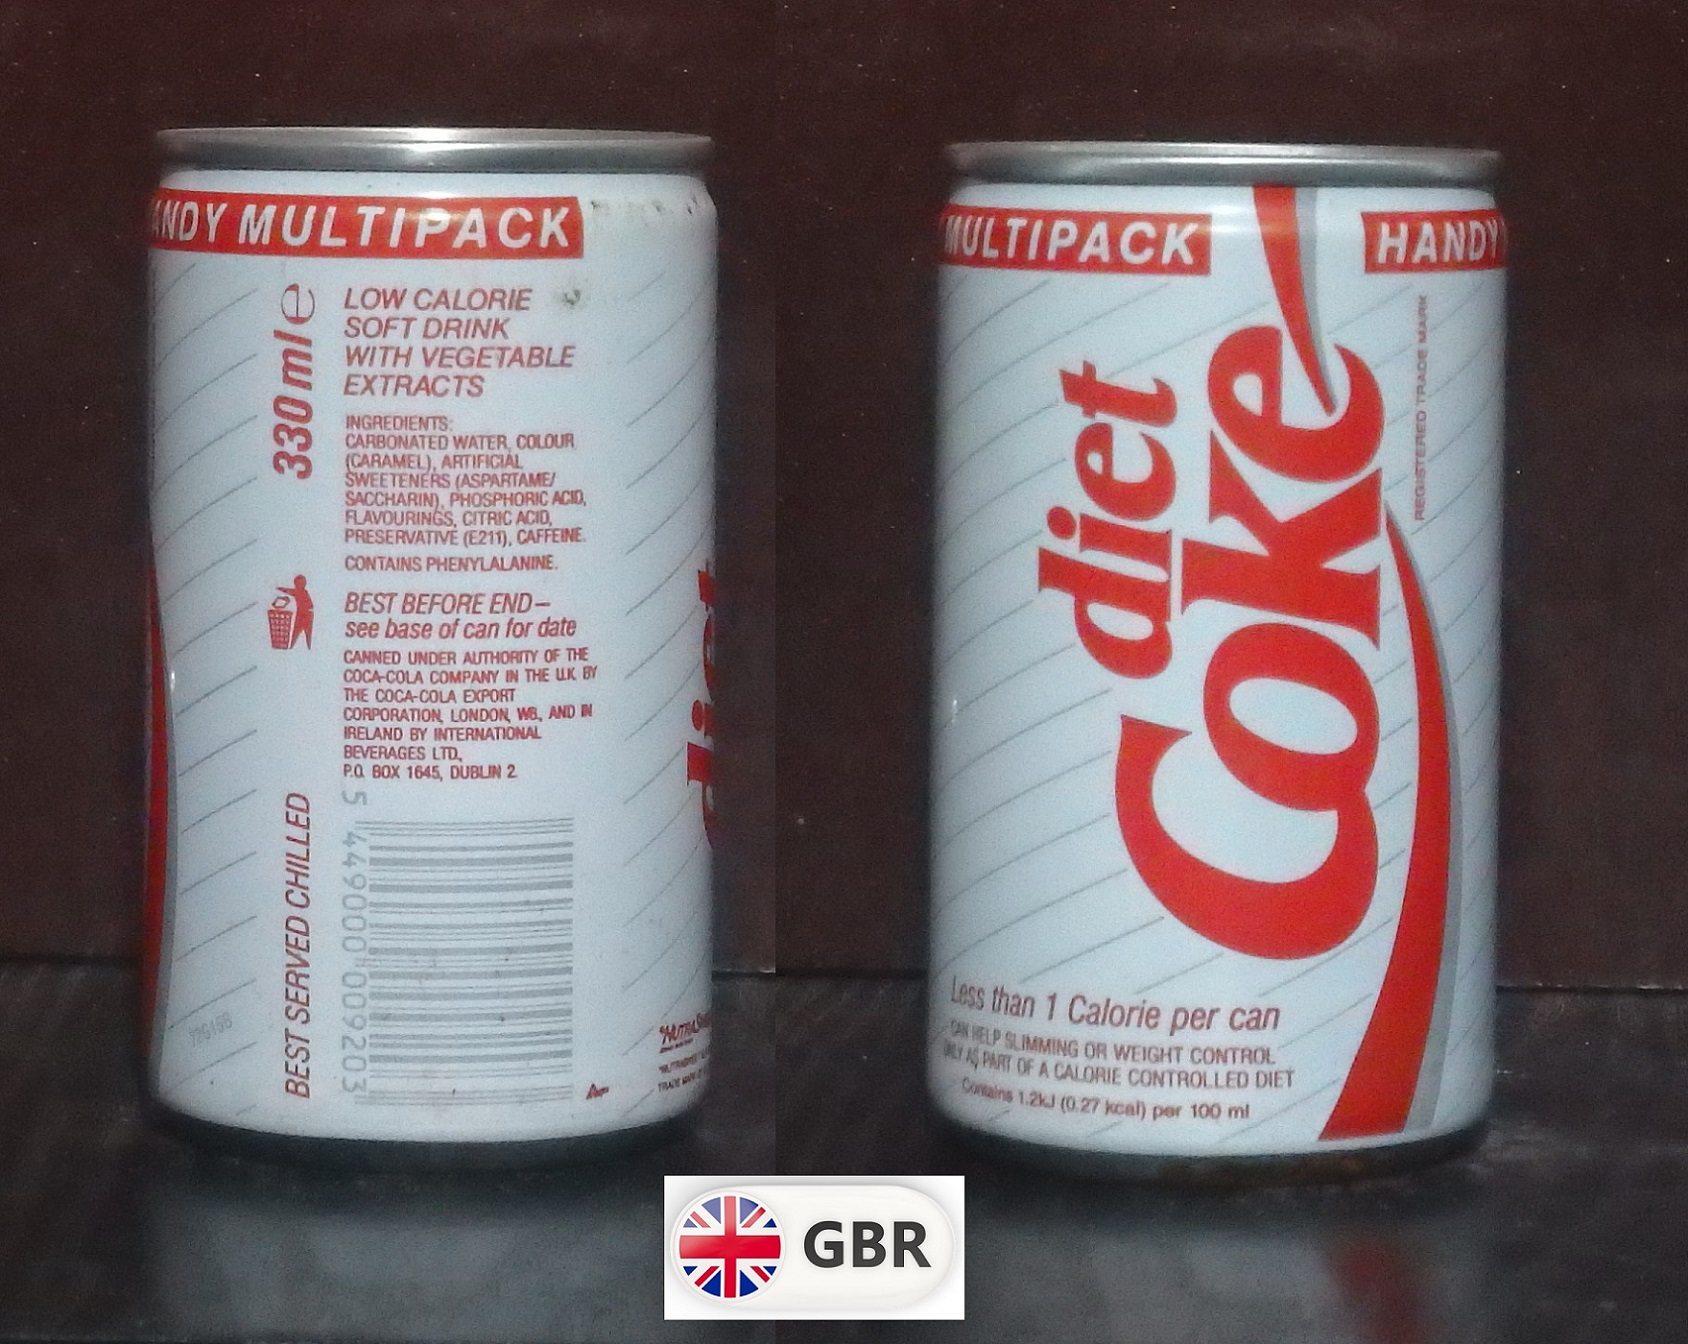 ANDY MULTIPACK
330 ml e
LOW CALORIE
SOFT DRINK
WITH VEGETABLE
EXTRACTS
INGREDIENTS:
CARBONATED WATER, COLOUR
(CARAMEL), ARTIFICIAL
SWEETENERS (ASPARTAME/
SACCHARIN), PHOSPHORIC ACID,
FLAVOURINGS, CITRIC ACID,
PRESERVATIVE (E211), CAFFEINE.
CONTAINS PHENYLALANINE.
BEST BEFORE END–
see base of can for date
CANNED UNDER AUTHORITY OF THE
COCA-COLA COMPANY IN THE U.K. BY
THE COCA-COLA EXPORT
CORPORATION, LONDON, W6., AND IN
IRELAND BY INTERNATIONAL
BEVERAGES LTD.,
P.O. BOX 1645, DUBLIN 2.
BEST SERVED CHILLED
5 449000 009203
diet
MULTIPACK
HANDY
diet
Coke
REGISTERED TRADE MARK
Less than 1 Calorie per can
CAN HELP SLIMMING OR WEIGHT CONTROL
ONLY AS PART OF A CALORIE CONTROLLED DIET
Contains 1.2kJ (0.27 kcal) per 100 ml
GBR